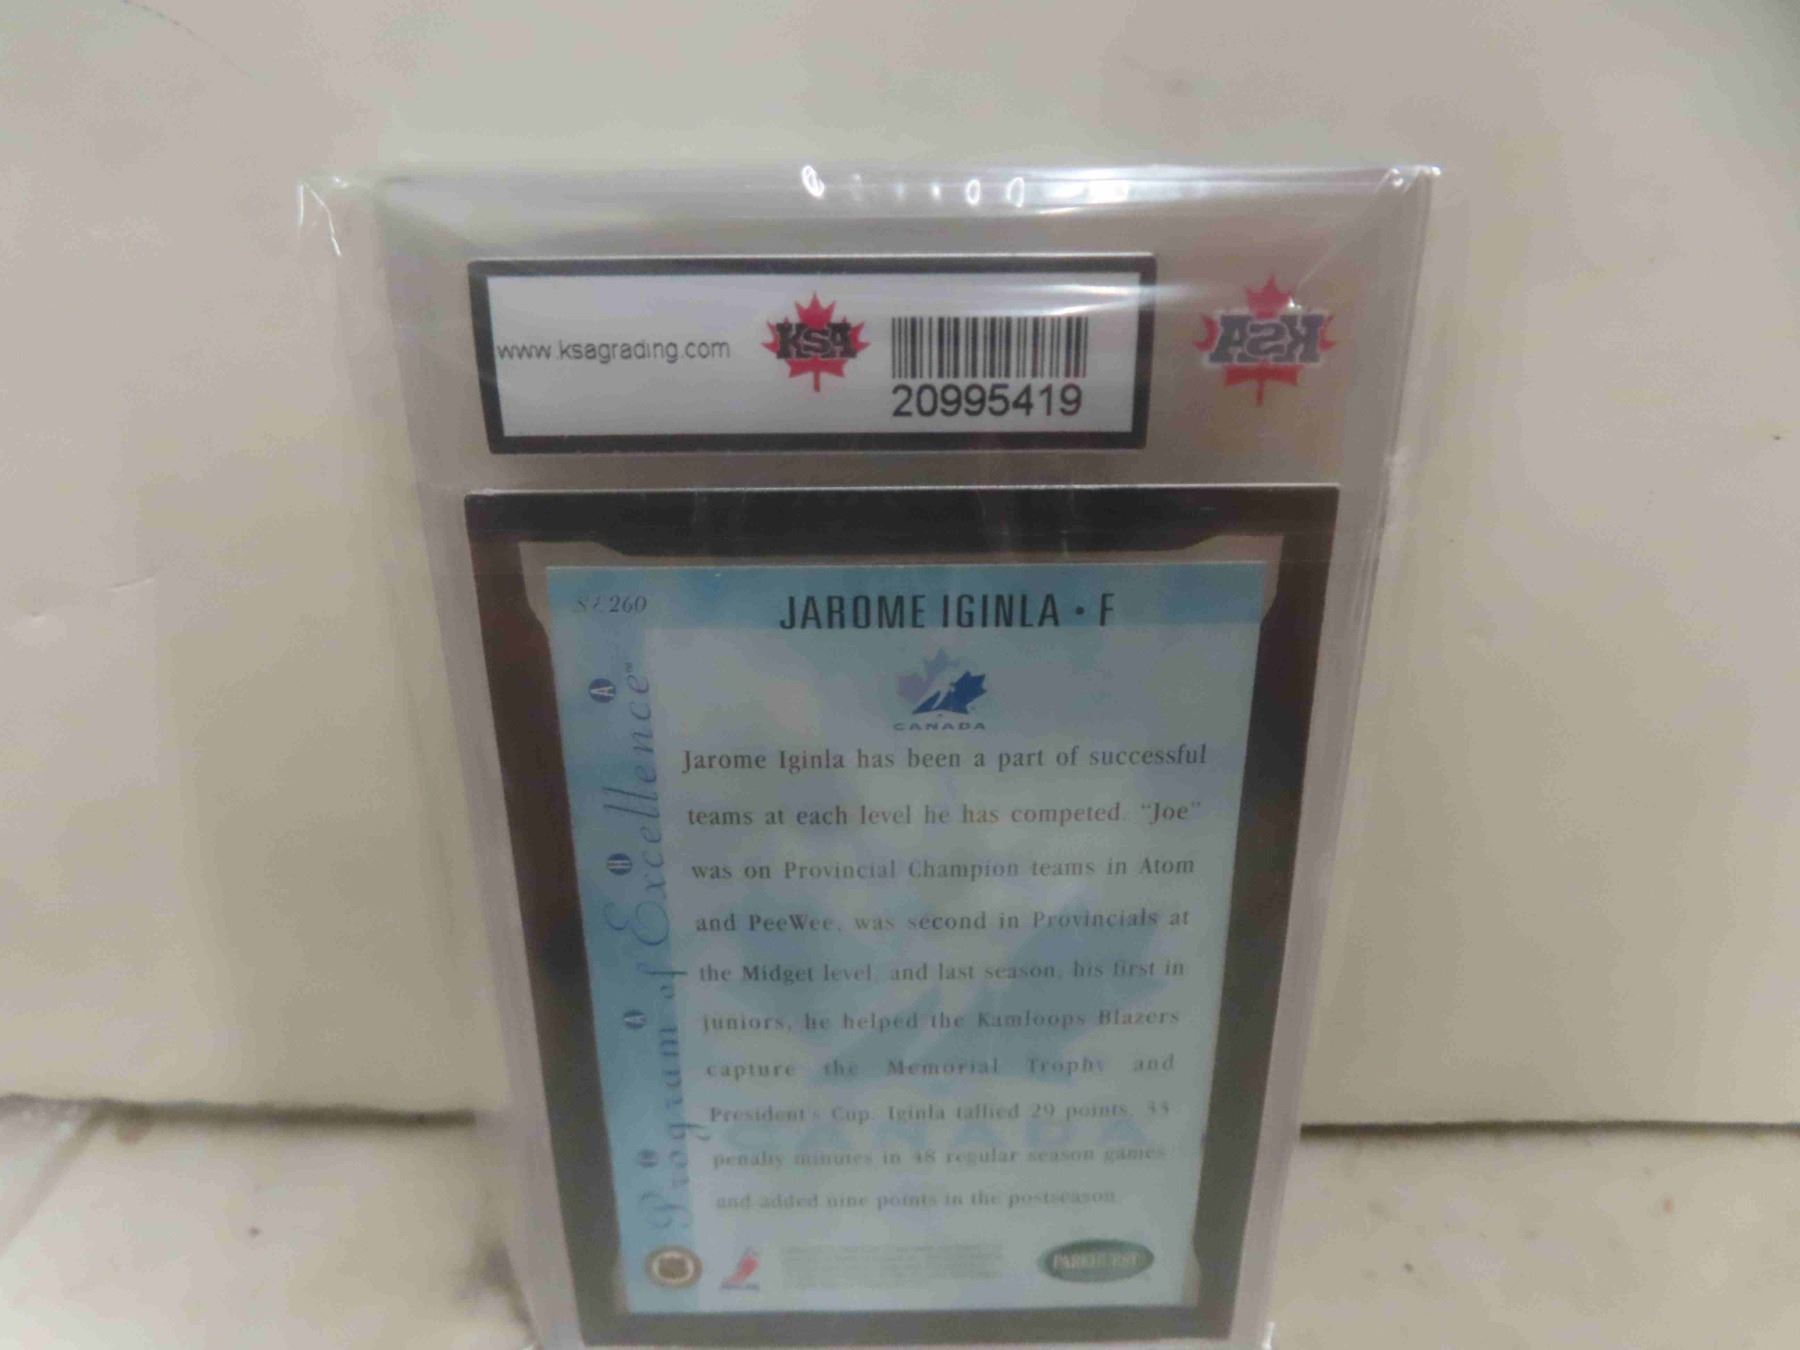 www.ksagrading.com
KSA
20995419
KSA
SE260
JAROME IGINLA • F
CANADA
Jarome Iginla has been a part of successful
teams at each level he has competed. “Joe”
was on Provincial Champion teams in Atom
and PeeWee, was second in Provincials at
the Midget level, and last season, his first in
juniors, he helped the Kamloops Blazers
capture the Memorial Trophy and
President's Cup. Iginla tallied 29 points, 33
penalty minutes in 48 regular season games
and added nine points in the postseason.
CANADA
Program of Excellence™
PARKHURST